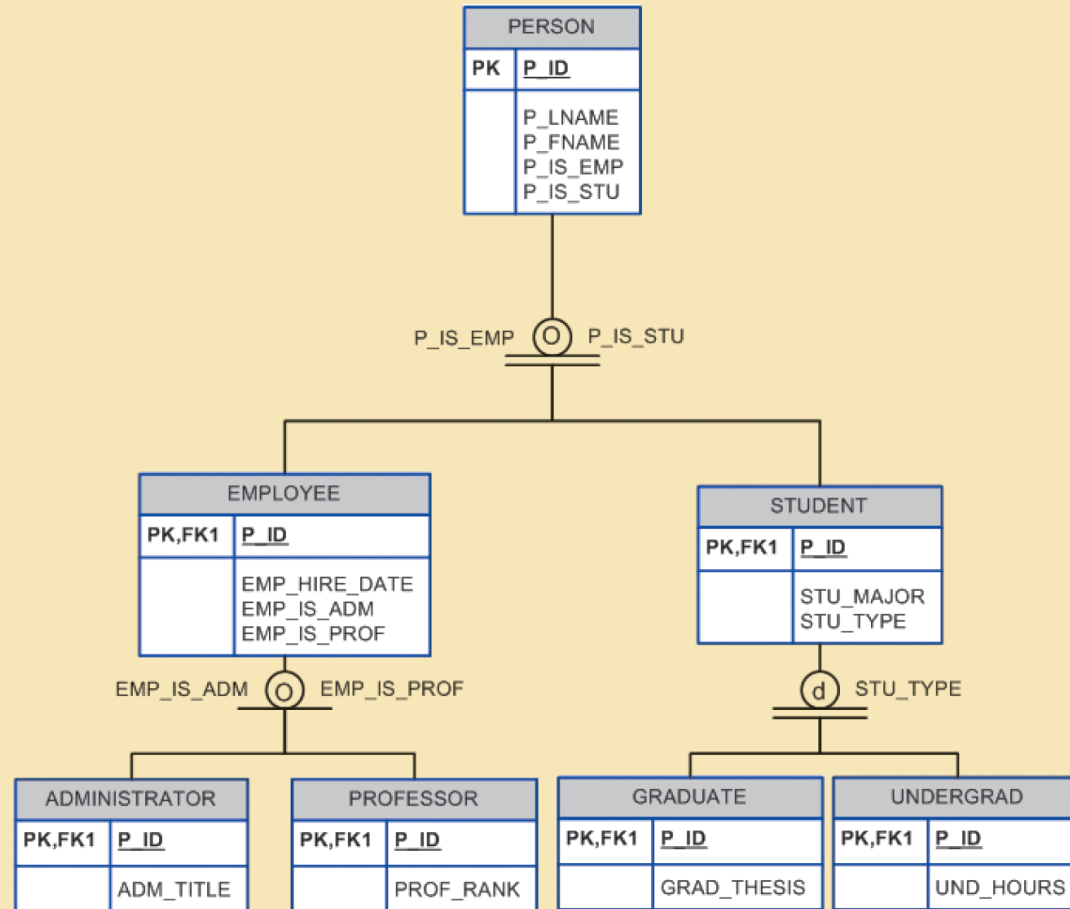 PERSON
PK P_ID
P_LNAME
P_FNAME
P_IS_EMP
P_IS_STU
P_IS_EMP O P_IS_STU
EMPLOYEE
PK,FK1 P_ID
EMP_HIRE_DATE
EMP_IS_ADM
EMP_IS_PROF
STUDENT
PK,FK1 P_ID
STU_MAJOR
STU_TYPE
EMP_IS_ADM O EMP_IS_PROF
d STU_TYPE
ADMINISTRATOR
PK,FK1 P_ID
ADM_TITLE
PROFESSOR
PK,FK1 P_ID
PROF_RANK
GRADUATE
PK,FK1 P_ID
GRAD_THESIS
UNDERGRAD
PK,FK1 P_ID
UND_HOURS